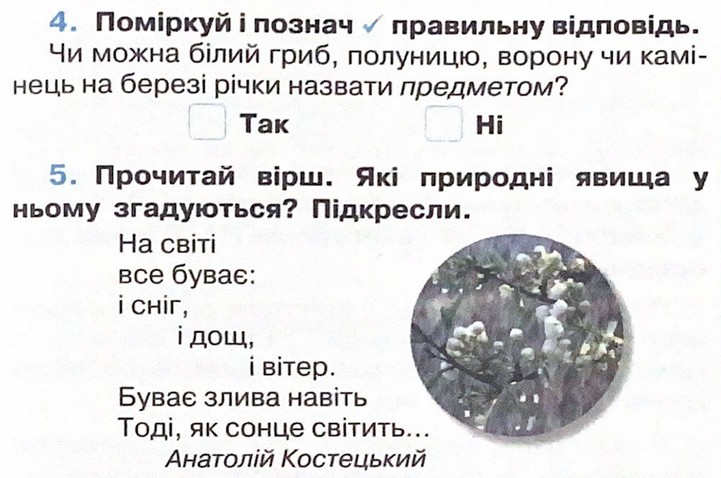 4. Поміркуй і познач ✓ правильну відповідь.
Чи можна білий гриб, полуницю, ворону чи камі-
нець на березі річки назвати предметом?
Так Ні
5. Прочитай вірш. Які природні явища у
ньому згадуються? Підкресли.
На світі
все буває:
і сніг,
і дощ,
і вітер.
Буває злива навіть
Тоді, як сонце світить...
Анатолій Костецький